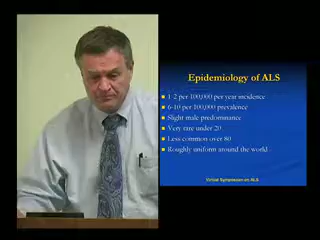 Epidemiology of ALS
1-2 per 100,000 per year incidence
6-10 per 100,000 prevalence
Slight male predominance
Very rare under 20
Less common over 80
Roughly uniform around the world
Virtual Symposium on ALS